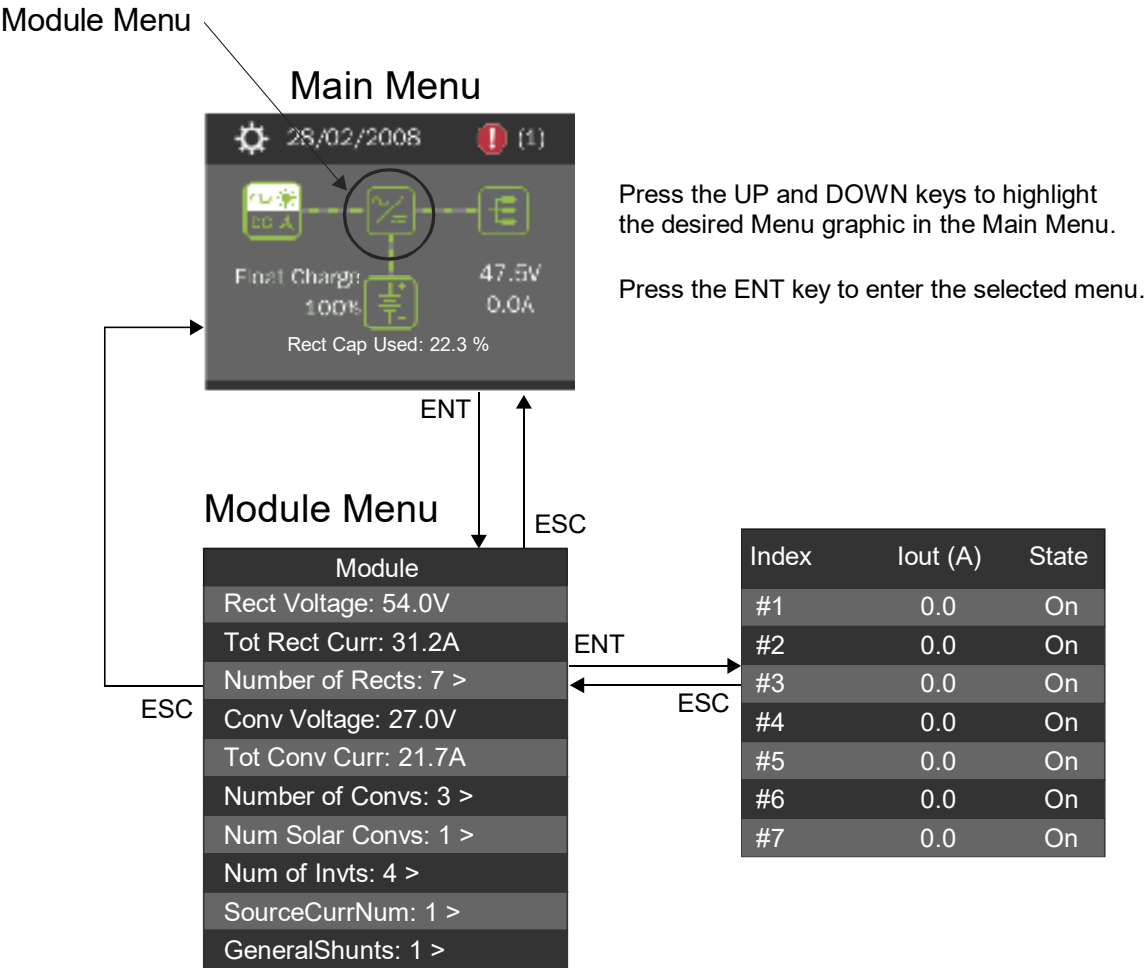 Module Menu
Main Menu
28/02/2008 (1)
DG
Float Charge 47.5V
100% 0.0A
Rect Cap Used: 22.3 %
Press the UP and DOWN keys to highlight
the desired Menu graphic in the Main Menu.
Press the ENT key to enter the selected menu.
ENT
ESC
Module Menu
Module
Rect Voltage: 54.0V
Tot Rect Curr: 31.2A
Number of Rects: 7 >
Conv Voltage: 27.0V
Tot Conv Curr: 21.7A
Number of Convs: 3 >
Num Solar Convs: 1 >
Num of Invts: 4 >
SourceCurrNum: 1 >
GeneralShunts: 1 >
ESC
ENT
ESC
Index Iout (A) State
#1 0.0 On
#2 0.0 On
#3 0.0 On
#4 0.0 On
#5 0.0 On
#6 0.0 On
#7 0.0 On